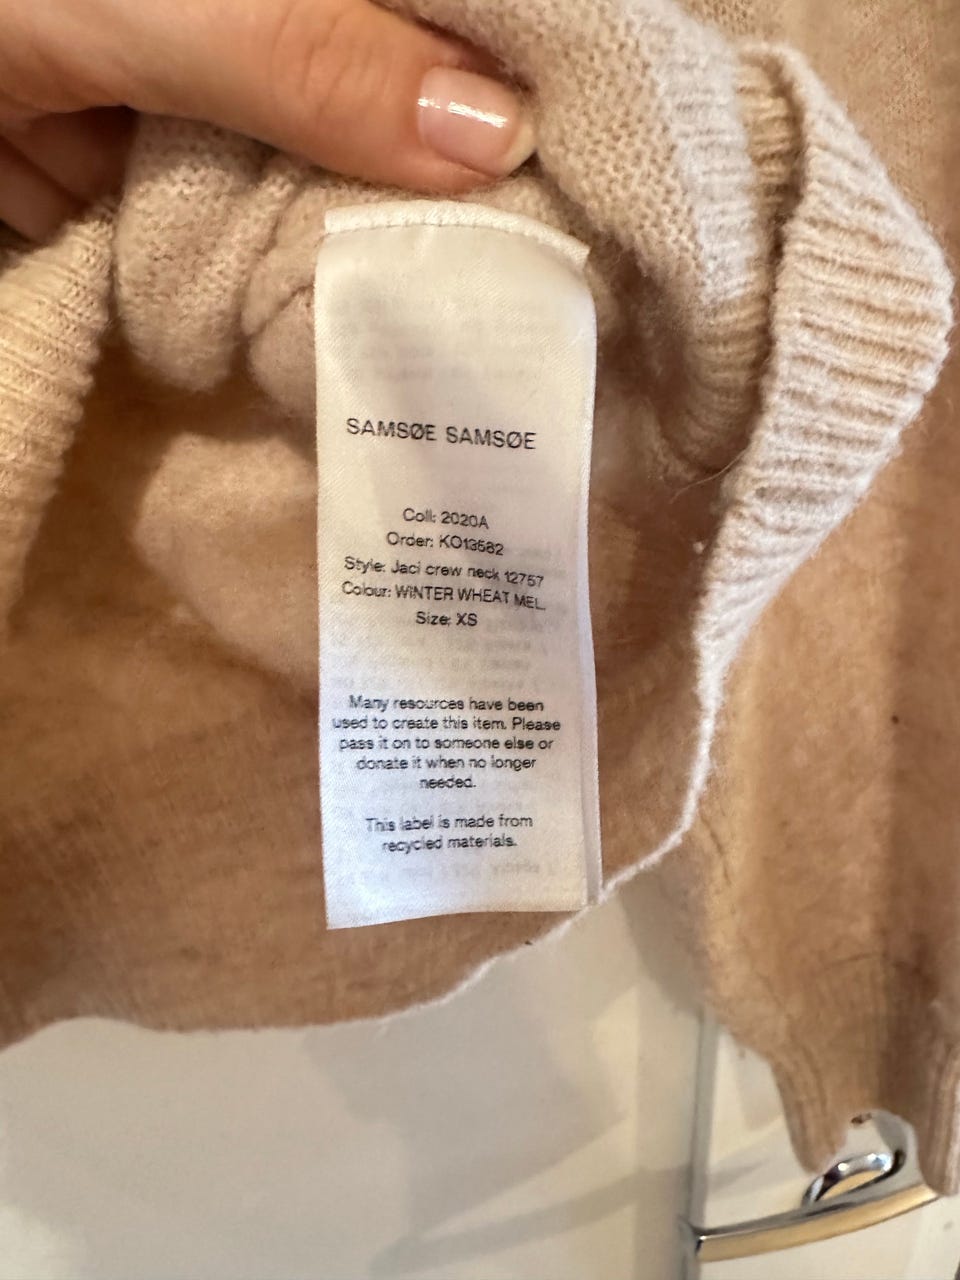 SAMSØE SAMSØE
Coll: 2020A
Order: KO13582
Style: Jaci crew neck 12757
Colour: WINTER WHEAT MEL.
Size: XS
Many resources have been
used to create this item. Please
pass it on to someone else or
donate it when no longer
needed.
This label is made from
recycled materials.